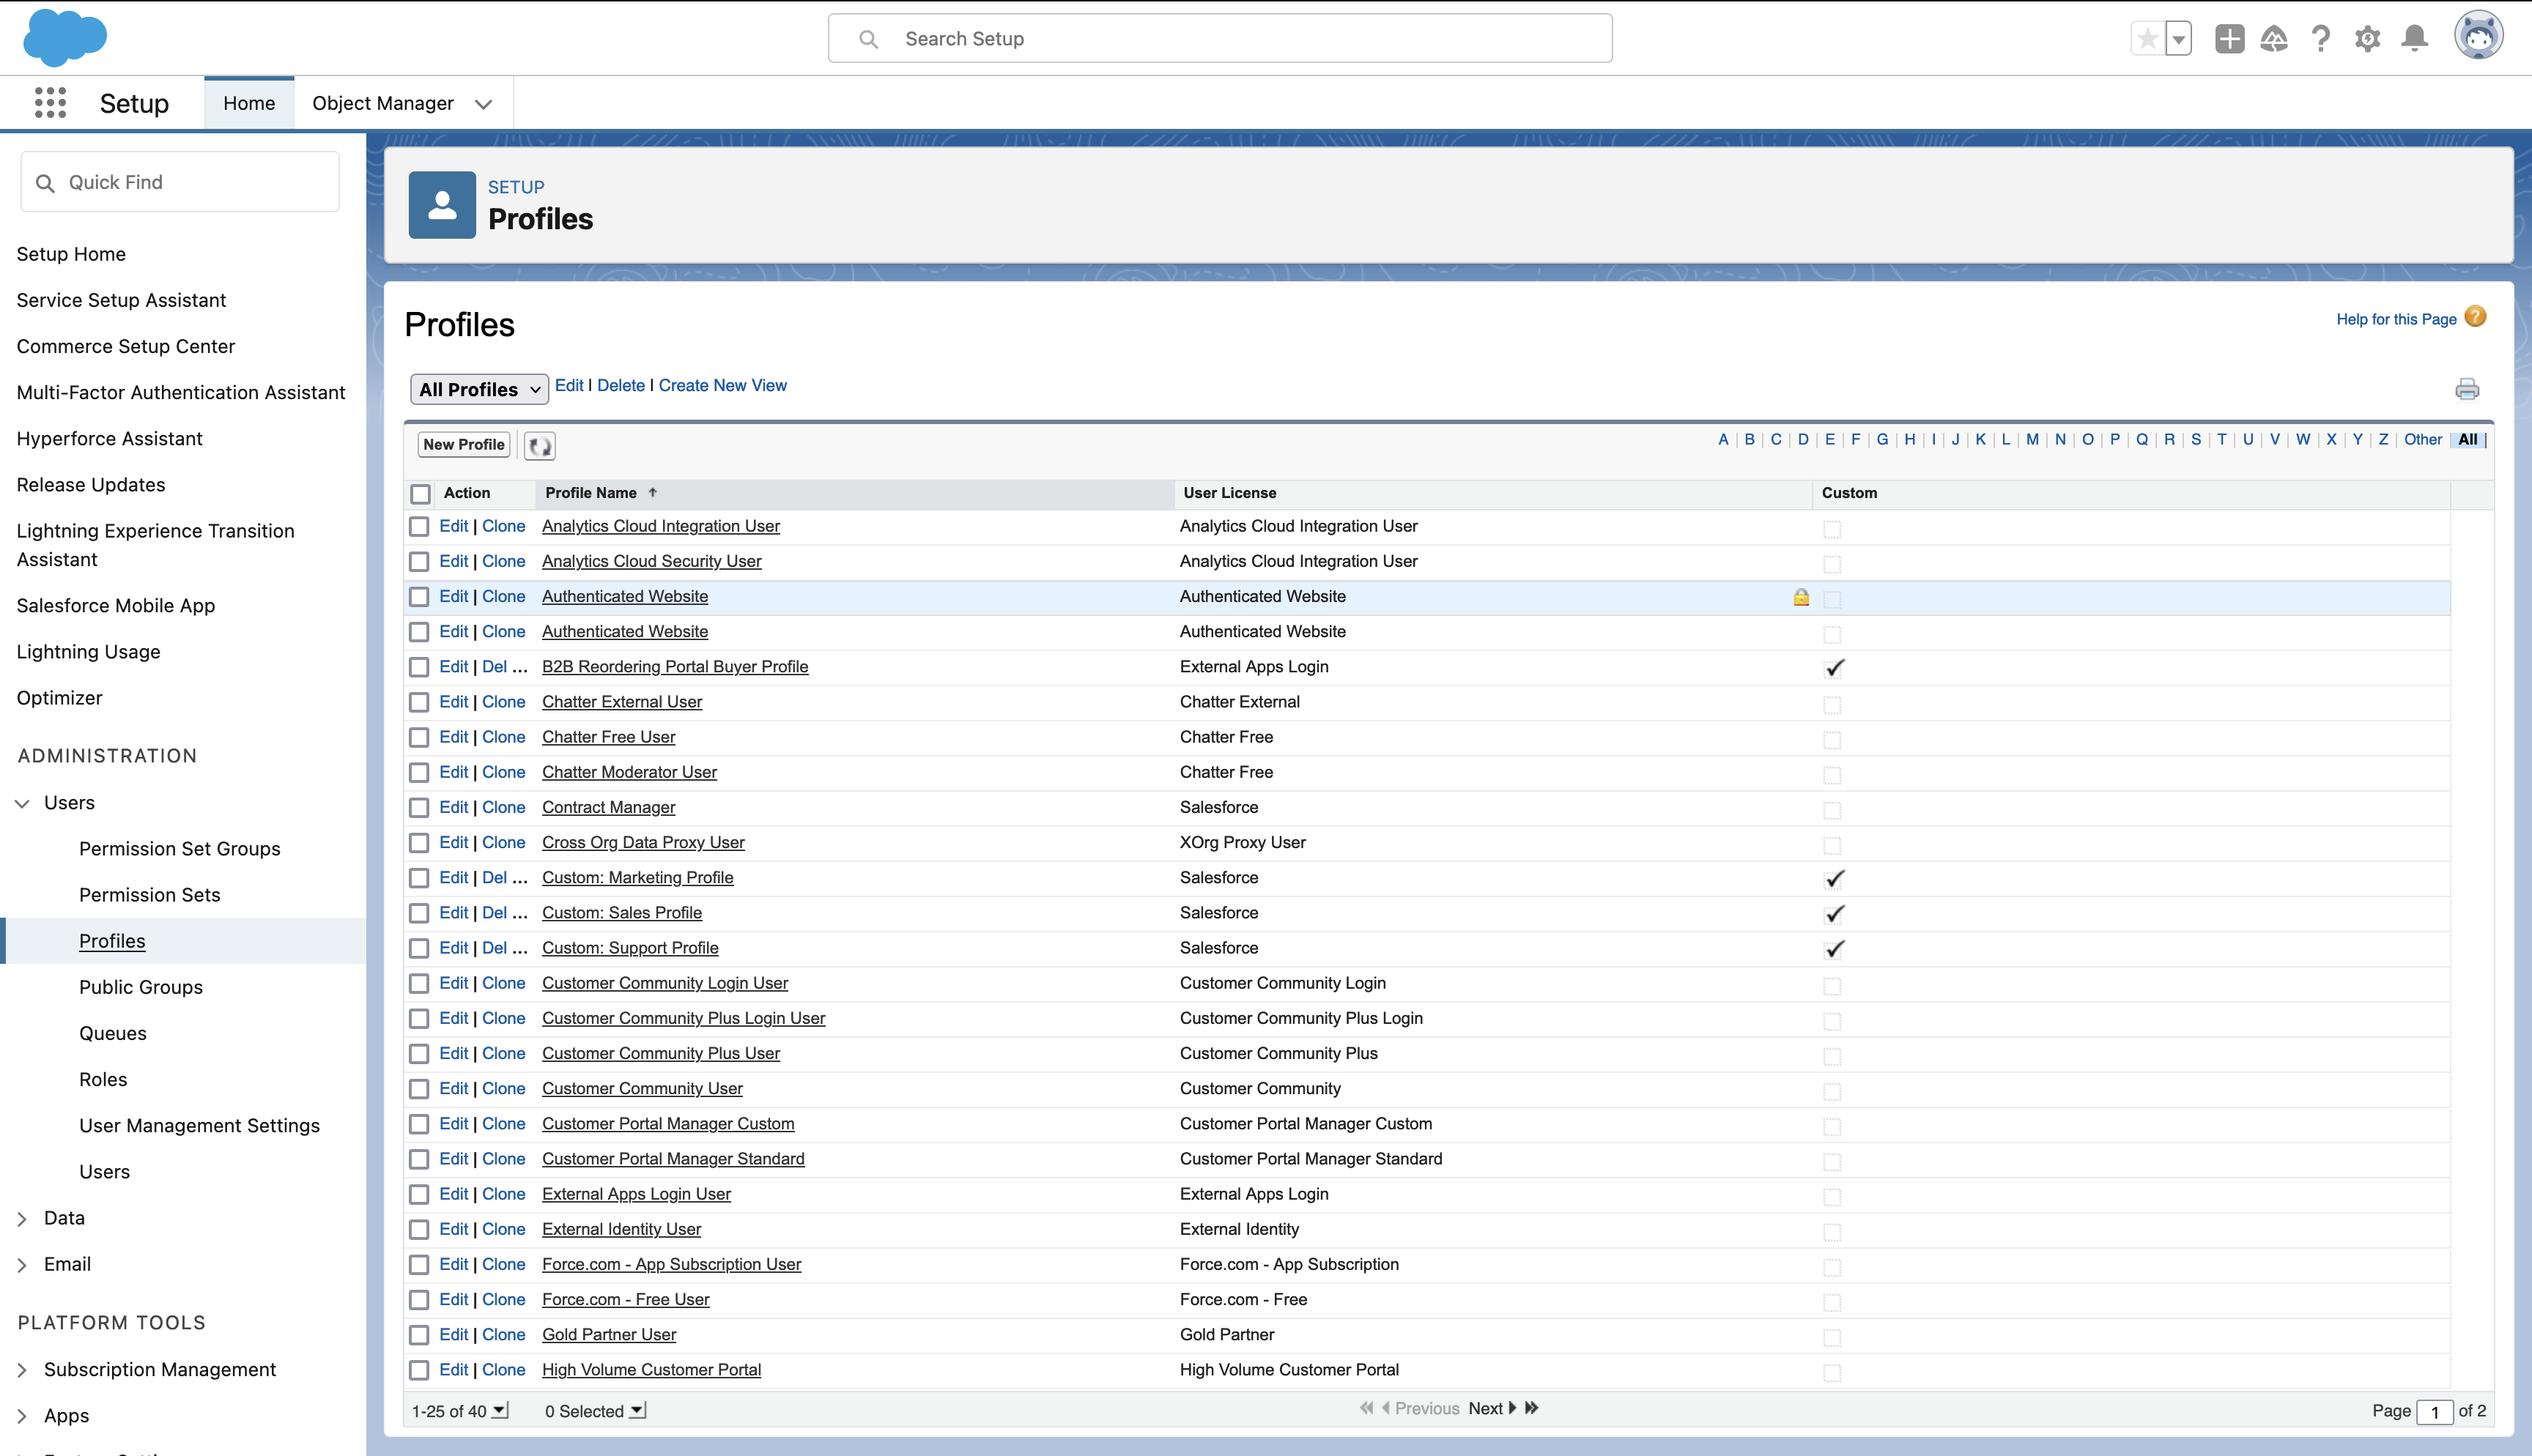 Search Setup
Setup
Home
Object Manager
Quick Find
Setup Home
Service Setup Assistant
Commerce Setup Center
Multi-Factor Authentication Assistant
Hyperforce Assistant
Release Updates
Lightning Experience Transition
Assistant
Salesforce Mobile App
Lightning Usage
Optimizer
ADMINISTRATION
Users
Permission Set Groups
Permission Sets
Profiles
Public Groups
Queues
Roles
User Management Settings
Users
Data
Email
PLATFORM TOOLS
Subscription Management
Apps
SETUP
Profiles
Profiles
Help for this Page ?
All Profiles Edit | Delete | Create New View
New Profile
A | B | C | D | E | F | G | H | I | J | K | L | M | N | O | P | Q | R | S | T | U | V | W | X | Y | Z | Other | All |
Action Profile Name ↑ User License Custom
Edit | Clone Analytics Cloud Integration User Analytics Cloud Integration User
Edit | Clone Analytics Cloud Security User Analytics Cloud Integration User
Edit | Clone Authenticated Website Authenticated Website
Edit | Clone Authenticated Website Authenticated Website
Edit | Del ... B2B Reordering Portal Buyer Profile External Apps Login
Edit | Clone Chatter External User Chatter External
Edit | Clone Chatter Free User Chatter Free
Edit | Clone Chatter Moderator User Chatter Free
Edit | Clone Contract Manager Salesforce
Edit | Clone Cross Org Data Proxy User XOrg Proxy User
Edit | Del ... Custom: Marketing Profile Salesforce
Edit | Del ... Custom: Sales Profile Salesforce
Edit | Del ... Custom: Support Profile Salesforce
Edit | Clone Customer Community Login User Customer Community Login
Edit | Clone Customer Community Plus Login User Customer Community Plus Login
Edit | Clone Customer Community Plus User Customer Community Plus
Edit | Clone Customer Community User Customer Community
Edit | Clone Customer Portal Manager Custom Customer Portal Manager Custom
Edit | Clone Customer Portal Manager Standard Customer Portal Manager Standard
Edit | Clone External Apps Login User External Apps Login
Edit | Clone External Identity User External Identity
Edit | Clone Force.com - App Subscription User Force.com - App Subscription
Edit | Clone Force.com - Free User Force.com - Free
Edit | Clone Gold Partner User Gold Partner
Edit | Clone High Volume Customer Portal High Volume Customer Portal
1-25 of 40 0 Selected Previous Next Page 1 of 2